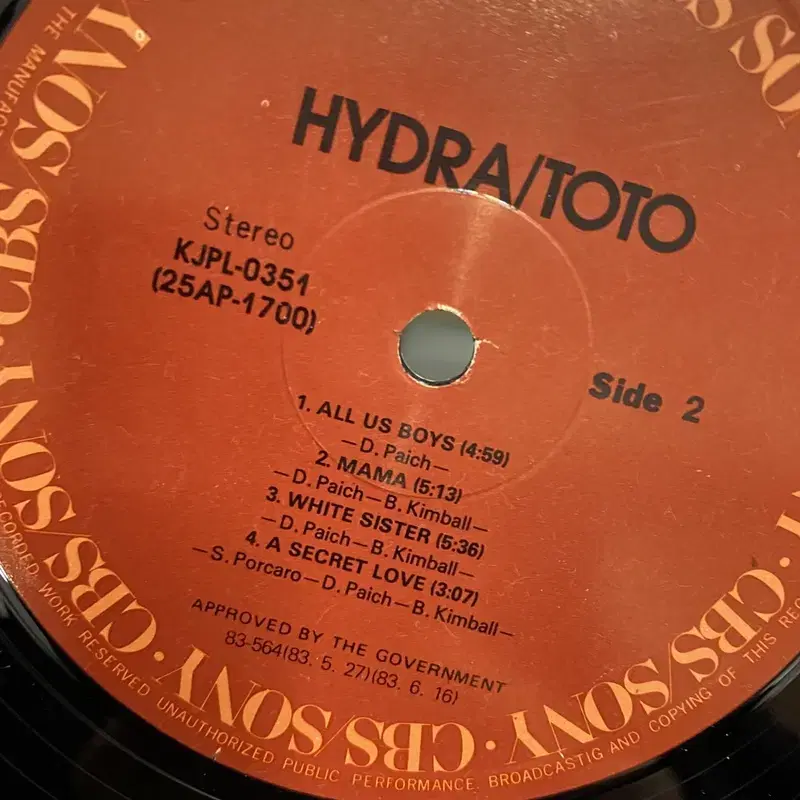 HYDRA/TOTO
Stereo
KJPL-0351
(25AP-1700)
Side 2
1. ALL US BOYS (4:59)
—D. Paich—
2. MAMA (5:13)
—D. Paich—B. Kimball—
3. WHITE SISTER (5:36)
—D. Paich—B. Kimball—
4. A SECRET LOVE (3:07)
—S. Porcaro—D. Paich—B. Kimball—
APPROVED BY THE GOVERNMENT
83-564(83. 5. 27)(83. 6. 16)
CBS/SONY · CBS/SONY · CBS/SONY · CBS/SONY · CBS/SONY
THE
RECORDED WORK RESERVED UNAUTHORIZED PUBLIC PERFORMANCE. BROADCASTIG AND COPYING OF THIS